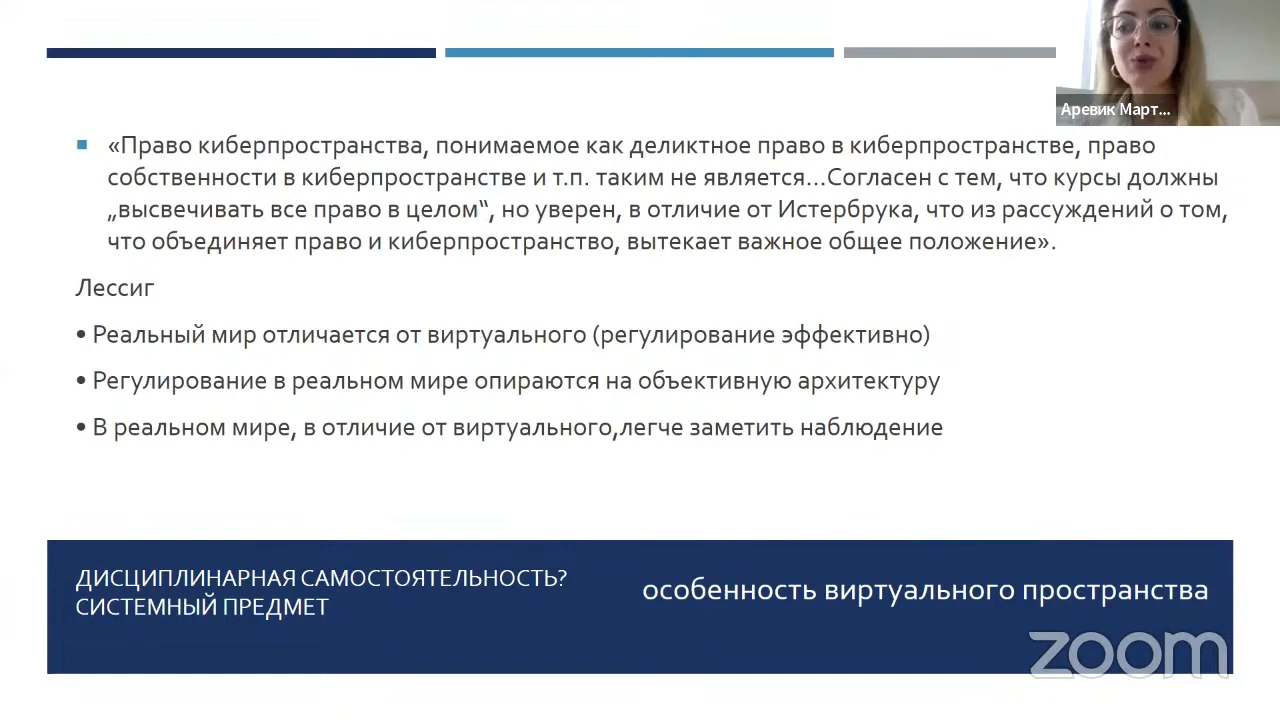 Аревик Март...
«Право киберпространства, понимаемое как деликтное право в киберпространстве, право
собственности в киберпространстве и т.п. таким не является...Согласен с тем, что курсы должны
„высвечивать все право в целом“, но уверен, в отличие от Истербрука, что из рассуждений о том,
что объединяет право и киберпространство, вытекает важное общее положение».
Лессиг
• Реальный мир отличается от виртуального (регулирование эффективно)
• Регулирование в реальном мире опираются на объективную архитектуру
• В реальном мире, в отличие от виртуального,легче заметить наблюдение
ДИСЦИПЛИНАРНАЯ САМОСТОЯТЕЛЬНОСТЬ?
СИСТЕМНЫЙ ПРЕДМЕТ
особенность виртуального пространства
zoom